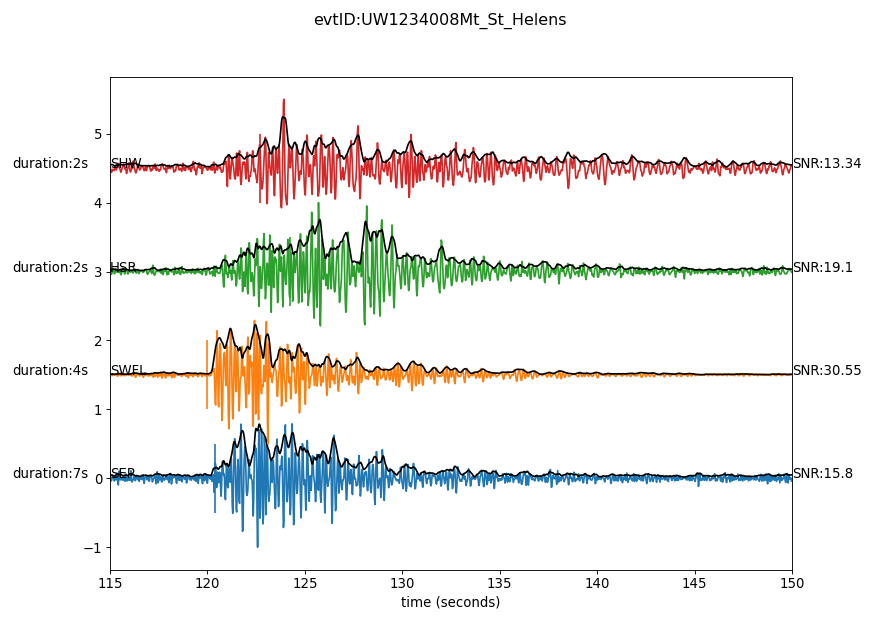 evtID:UW1234008Mt_St_Helens
5
duration:2s SHW SNR:13.34
4
duration:2s HSR SNR:19.1
3
2
duration:4s SWFL SNR:30.55
1
duration:7s SEP SNR:15.8
0
−1
115 120 125 130 135 140 145 150
time (seconds)